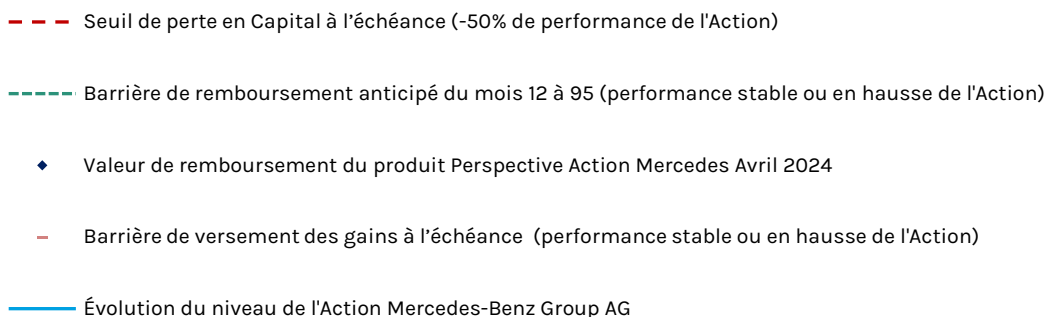 Seuil de perte en Capital à l’échéance (-50% de performance de l'Action)
Barrière de remboursement anticipé du mois 12 à 95 (performance stable ou en hausse de l'Action)
Valeur de remboursement du produit Perspective Action Mercedes Avril 2024
Barrière de versement des gains à l’échéance (performance stable ou en hausse de l'Action)
Évolution du niveau de l'Action Mercedes-Benz Group AG